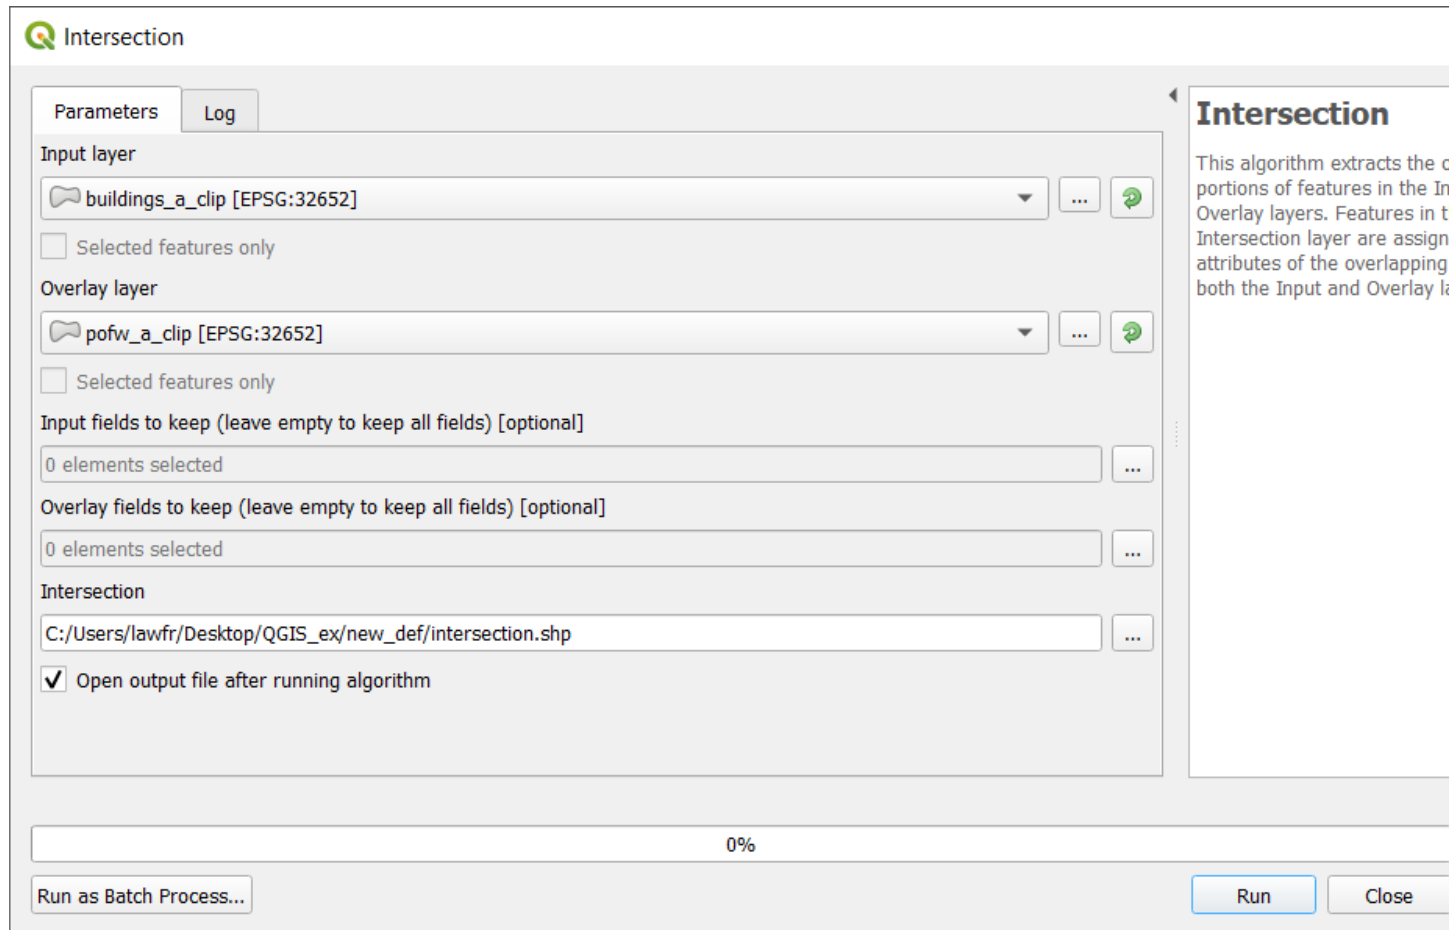 Intersection
Parameters
Log
Input layer
buildings_a_clip [EPSG:32652]
...
Selected features only
Overlay layer
pofw_a_clip [EPSG:32652]
...
Selected features only
Input fields to keep (leave empty to keep all fields) [optional]
0 elements selected
...
Overlay fields to keep (leave empty to keep all fields) [optional]
0 elements selected
...
Intersection
C:/Users/lawfr/Desktop/QGIS_ex/new_def/intersection.shp
...
Open output file after running algorithm
Intersection
This algorithm extracts the
portions of features in the
Overlay layers. Features in
Intersection layer are
attributes of the overlapping
both the Input and Overlay
0%
Run as Batch Process...
Run
Close